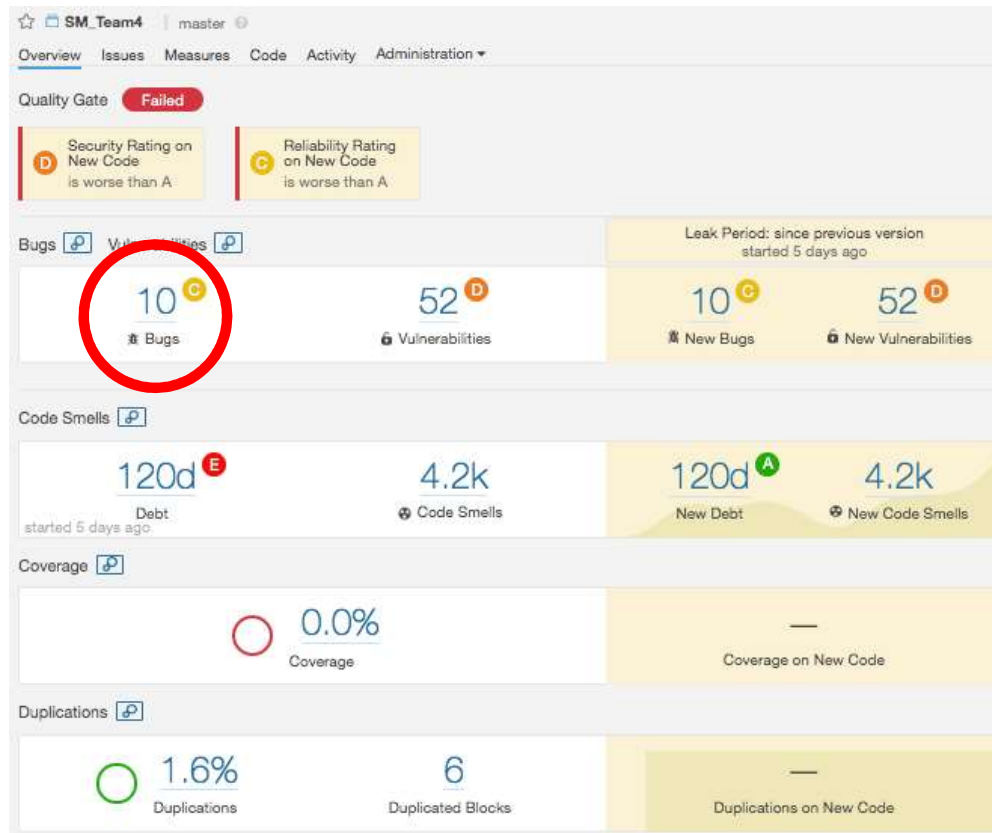 SM_Team4 master
Overview Issues Measures Code Activity Administration
Quality Gate Failed
D Security Rating on
New Code
is worse than A
C Reliability Rating
on New Code
is worse than A
Bugs Vulnerabilities
Leak Period: since previous version
started 5 days ago
10 C 52 D 10 C 52 D
Bugs Vulnerabilities New Bugs New Vulnerabilities
Code Smells
120d E 4.2k 120d A 4.2k
Debt Code Smells New Debt New Code Smells
started 5 days ago
Coverage
0.0% —
Coverage Coverage on New Code
Duplications
1.6% 6 —
Duplications Duplicated Blocks Duplications on New Code